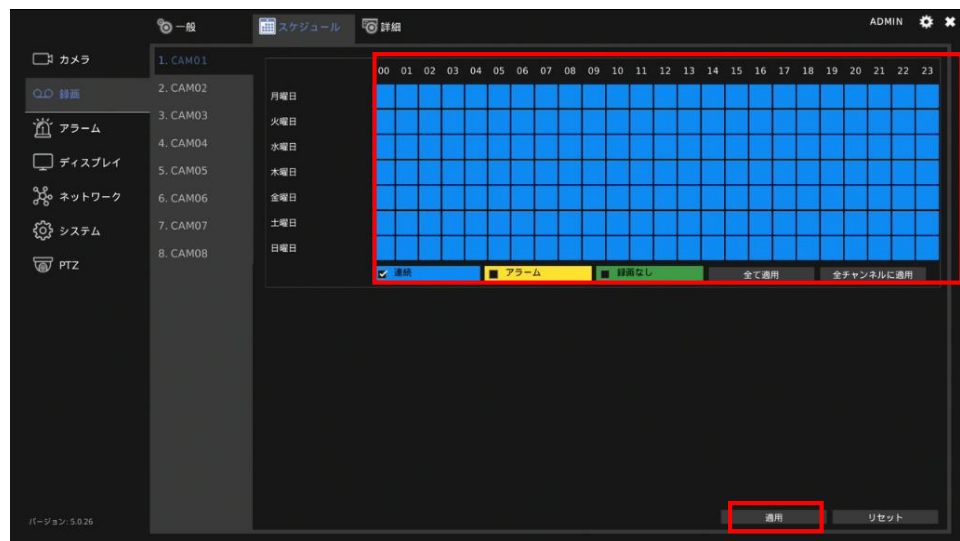 一般 スケジュール 詳細 ADMIN
カメラ
録画
アラーム
ディスプレイ
ネットワーク
システム
PTZ
1. CAM01
2. CAM02
3. CAM03
4. CAM04
5. CAM05
6. CAM06
7. CAM07
8. CAM08
00 01 02 03 04 05 06 07 08 09 10 11 12 13 14 15 16 17 18 19 20 21 22 23
月曜日
火曜日
水曜日
木曜日
金曜日
土曜日
日曜日
連続 アラーム 録画なし 全て適用 全チャンネルに適用
適用 リセット
バージョン: 5.0.26